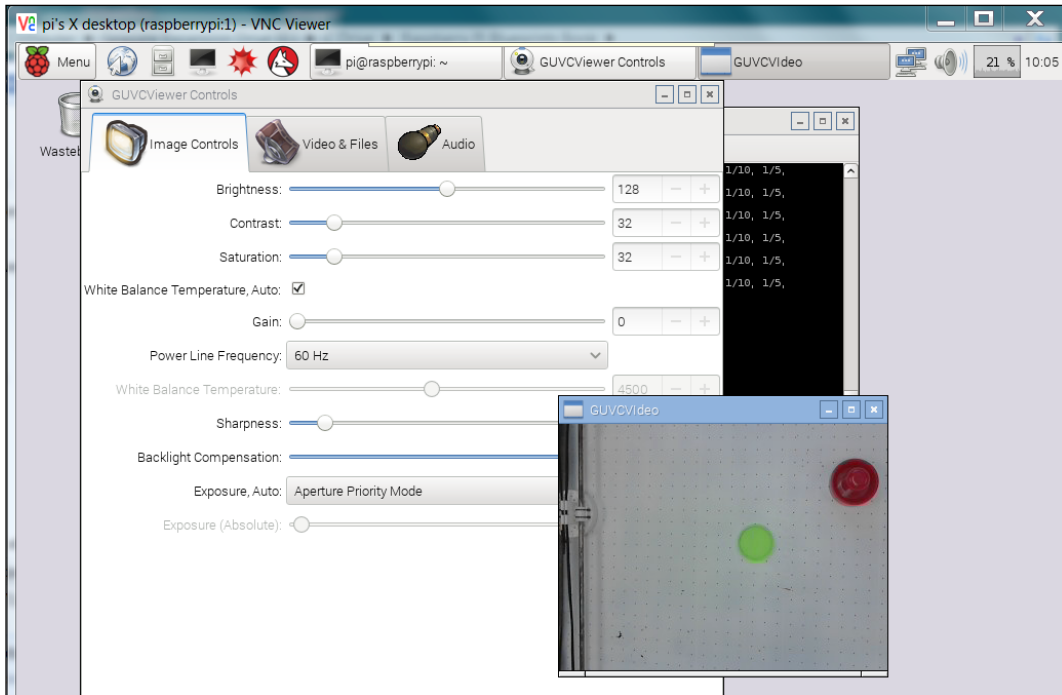 pi's X desktop (raspberrypi:1) - VNC Viewer
Menu pi@raspberrypi: ~ GUVCViewer Controls GUVCVIdeo 21 % 10:05
GUVCViewer Controls
Image Controls Video & Files Audio
Brightness: 128
Contrast: 32
Saturation: 32
White Balance Temperature, Auto:
Gain: 0
Power Line Frequency: 60 Hz
White Balance Temperature: 4500
Sharpness:
Backlight Compensation:
Exposure, Auto: Aperture Priority Mode
Exposure (Absolute):
1/10, 1/5,
1/10, 1/5,
1/10, 1/5,
1/10, 1/5,
1/10, 1/5,
1/10, 1/5,
GUVCVIdeo